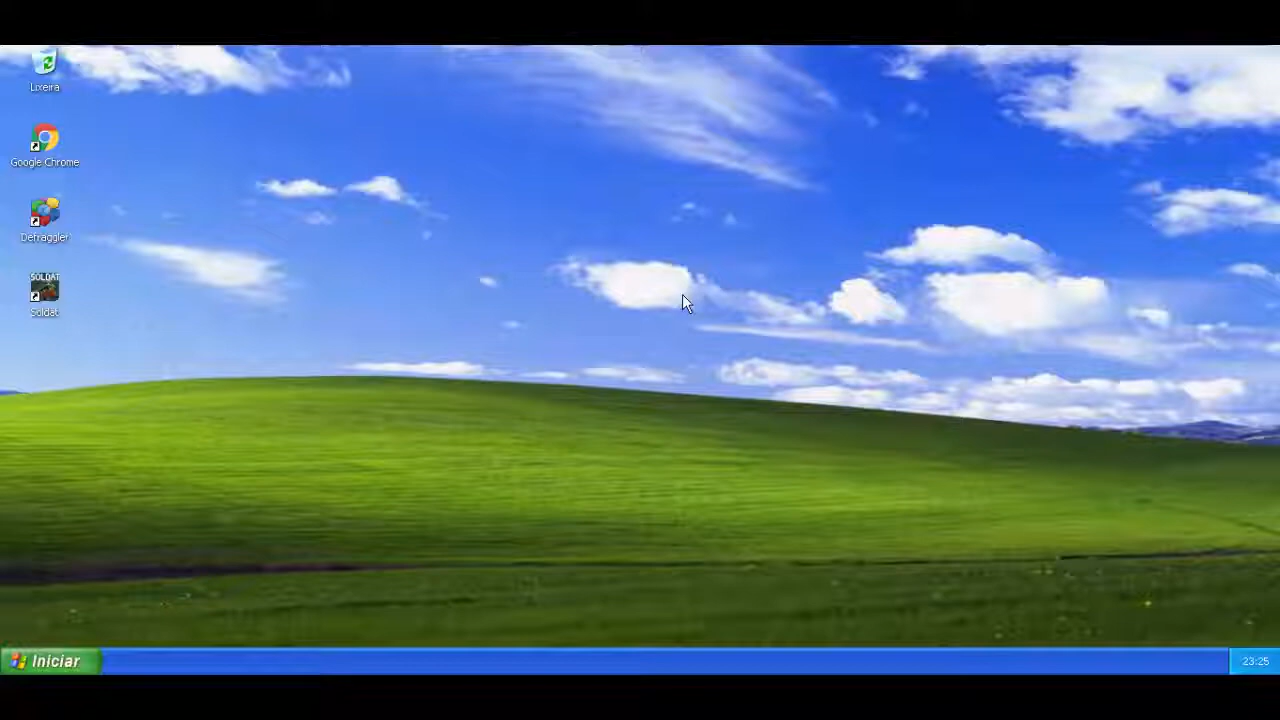 Lixeira
Google Chrome
Defraggler
SOLDAT
Soldat
Iniciar
23:25